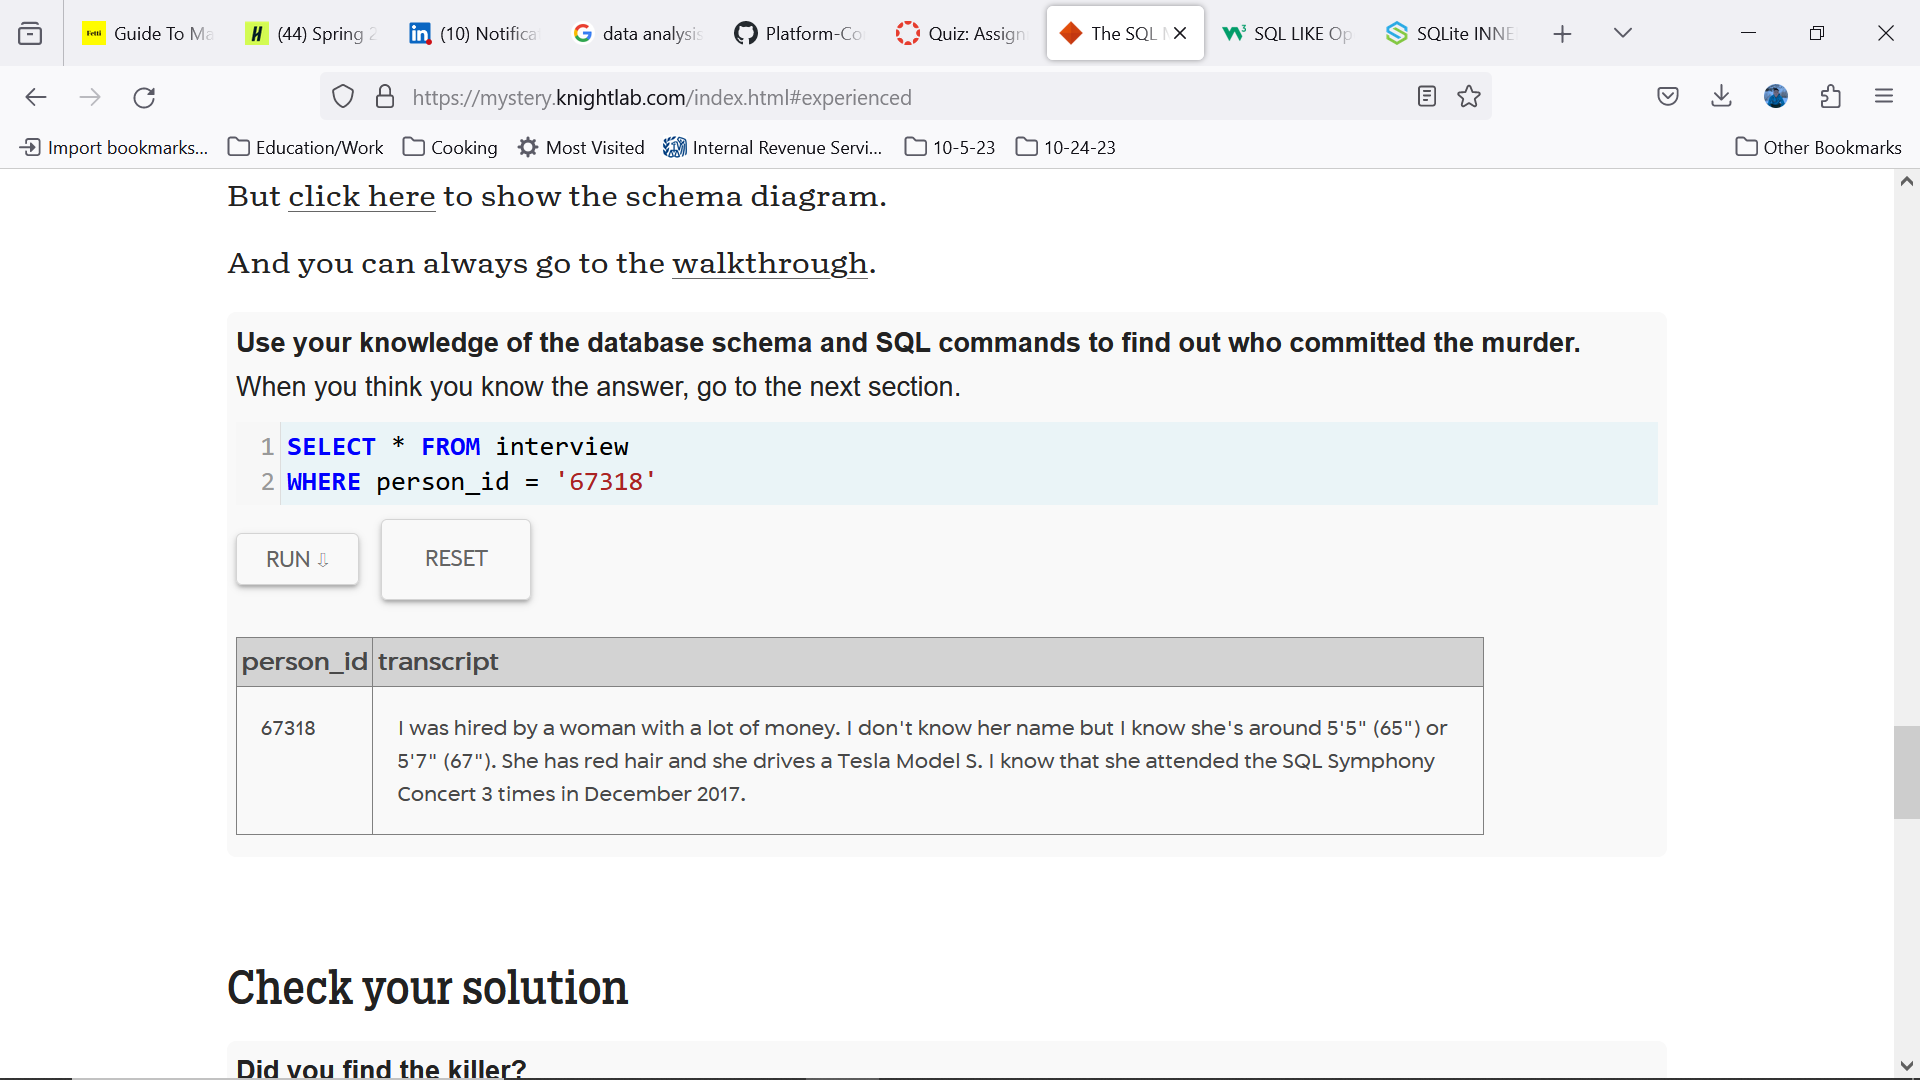 Fetti Guide To Ma
H (44) Spring 2
in (10) Notifica
G data analysis
Platform-Co
Quiz: Assign
The SQL M
W3 SQL LIKE Op
SQLite INNE
https://mystery.knightlab.com/index.html#experienced
Import bookmarks... Education/Work Cooking Most Visited Internal Revenue Servi... 10-5-23 10-24-23 Other Bookmarks
But click here to show the schema diagram.
And you can always go to the walkthrough.
Use your knowledge of the database schema and SQL commands to find out who committed the murder.
When you think you know the answer, go to the next section.
1 SELECT * FROM interview
2 WHERE person_id = '67318'
RUN ⇩ RESET
person_id transcript
67318 I was hired by a woman with a lot of money. I don't know her name but I know she's around 5'5" (65") or
5'7" (67"). She has red hair and she drives a Tesla Model S. I know that she attended the SQL Symphony
Concert 3 times in December 2017.
Check your solution
Did you find the killer?